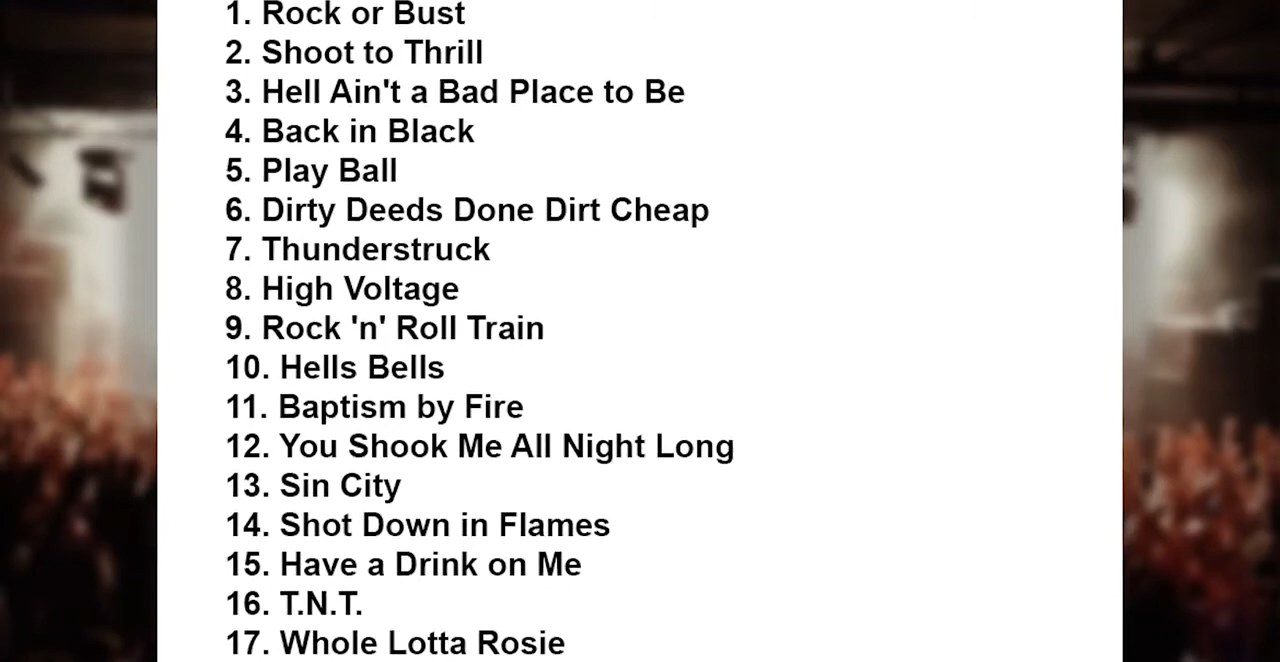 1. Rock or Bust
2. Shoot to Thrill
3. Hell Ain't a Bad Place to Be
4. Back in Black
5. Play Ball
6. Dirty Deeds Done Dirt Cheap
7. Thunderstruck
8. High Voltage
9. Rock 'n' Roll Train
10. Hells Bells
11. Baptism by Fire
12. You Shook Me All Night Long
13. Sin City
14. Shot Down in Flames
15. Have a Drink on Me
16. T.N.T.
17. Whole Lotta Rosie